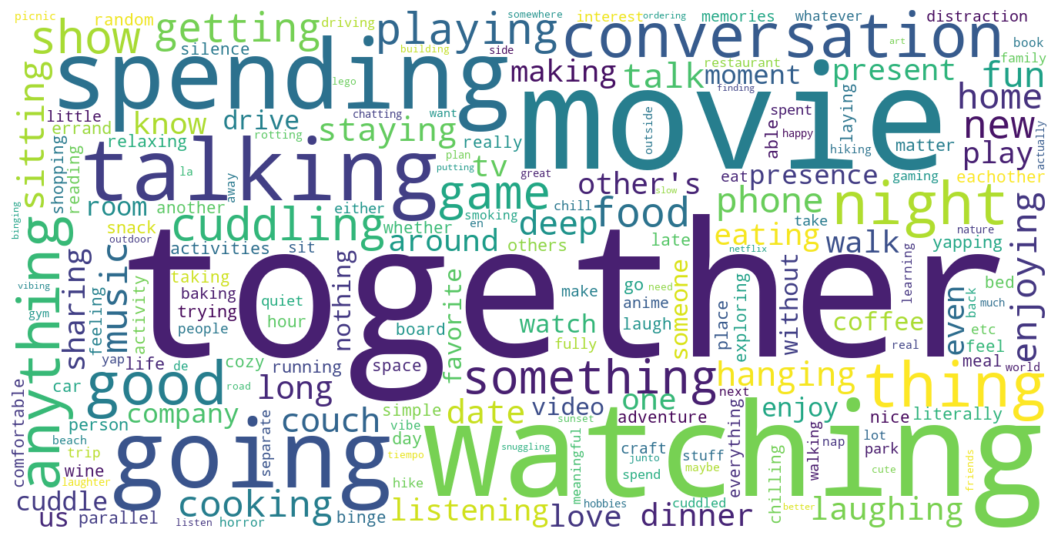 somewhere
interest
ordering
memories
whatever
distraction
picnic
random
show
getting
driving
playing
conversation
art
book
family
silence
building
side
restaurant
spending
movie
making
talk
moment
present
fun
lego
finding
little
know
drive
staying
chatting
want
able
spent
happy
laying
hiking
matter
home
new
actually
errand
relaxing
rotting
really
outside
sitting
shopping
reading
talking
la
away
plan
putting
tv
great
game
other's
slow
eat
presence
gaming
play
eachother
binging
room
another
cuddling
either
smoking
en
chill
deep
food
phone
take
night
nature
snack
outdoor
activities
sit
whether
around
others
late
netflix
eating
walk
yapping
anything
sharing
music
together
taking
baking
trying
people
quiet
hour
nothing
make
go
anime
need
someone
place
exploring
without
coffee
learning
even
back
much
etc
feel
bed
enjoying
vibing
gym
feeling
activity
board
favorite
watch
fully
laugh
real
yap
life
de
cozy
space
running
something
hanging
next
thing
meal
world
car
good
road
long
comfortable
person
company
couch
simple
vibe
date
video
one
adventure
everything
enjoy
nice
literally
beach
trip
going
separate
day
tiempo
sunset
snuggling
watching
meaningful
craft
stuff
junto
maybe
spend
walking
nap
lot
park
cute
friends
wine
laughter
cuddle
cooking
hike
chilling
us
parallel
listen
horror
binge
listening
love
hobbies
dinner
cuddled
better
laughing